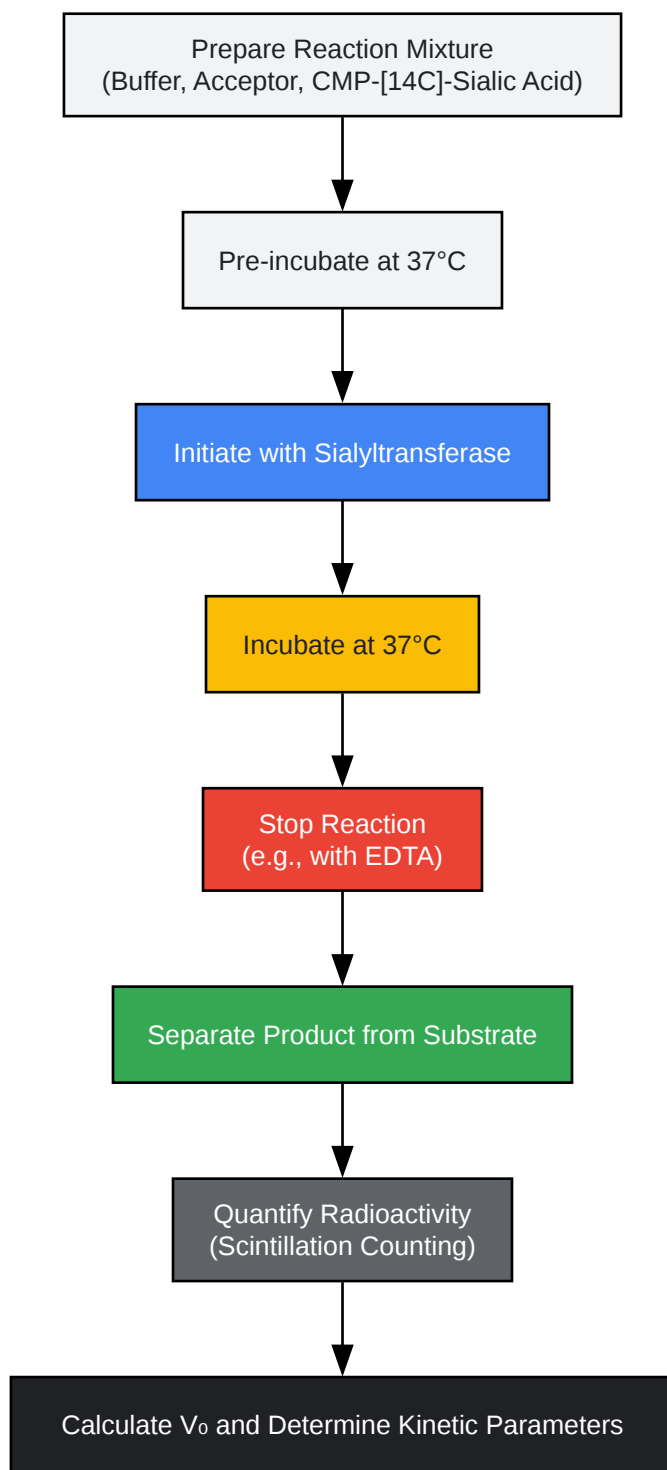 Prepare Reaction Mixture
(Buffer, Acceptor, CMP-[14C]-Sialic Acid)
Pre-incubate at 37°C
Initiate with Sialyltransferase
Incubate at 37°C
Stop Reaction
(e.g., with EDTA)
Separate Product from Substrate
Quantify Radioactivity
(Scintillation Counting)
Calculate V₀ and Determine Kinetic Parameters